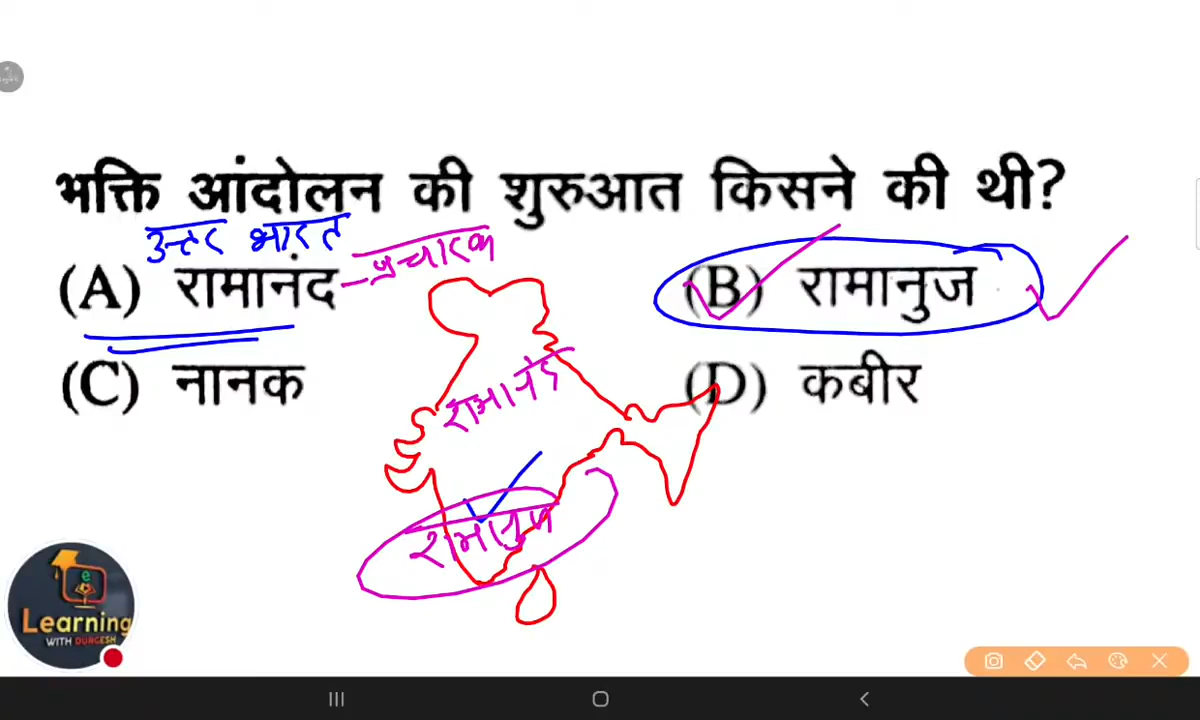 भक्ति आंदोलन की शुरुआत किसने की थी?
उत्तर भारत
(A) रामानंद – प्रचारक
(B) रामानुज
(C) नानक
(D) कबीर
रामानंद
रामानुज
e
Learning
WITH DURGESH